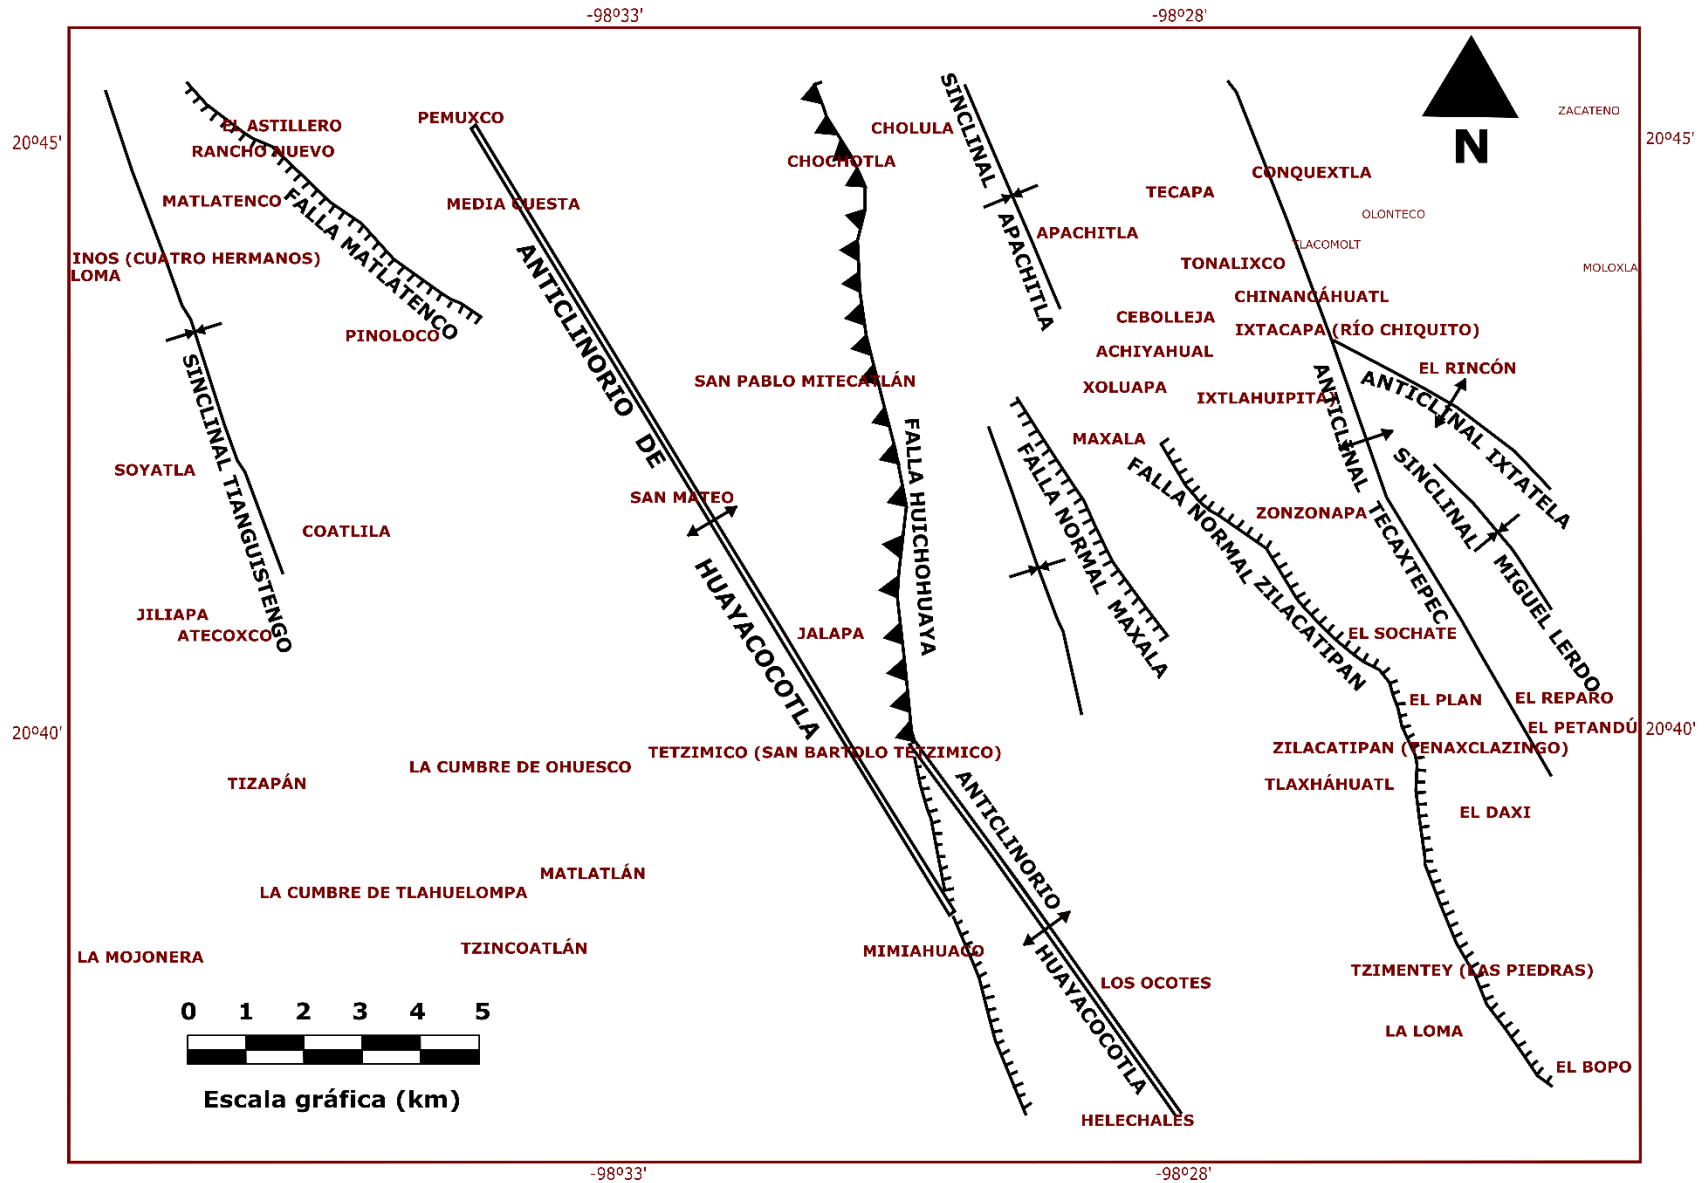 -98º33'
-98º28'
20º45'
20º45'
N
ZACATENO
EL ASTILLERO
PEMUXCO
CHOLULA
SINCLINAL APACHITLA
RANCHO NUEVO
CHOCHOTLA
CONQUEXTLA
TECAPA
MATLATENCO
MEDIA CUESTA
OLONTECO
FALLA MATLATENCO
APACHITLA
TLACOMOLT
INOS (CUATRO HERMANOS)
LOMA
TONALIXCO
MOLOXLA
CHINANCÁHUATL
CEBOLLEJA
IXTACAPA (RÍO CHIQUITO)
PINOLOCO
ACHIYAHUAL
EL RINCÓN
SAN PABLO MITECATLÁN
XOLUAPA
IXTLAHUIPITAL
ANTICLINAL IXTATELA
ANTICLINORIO DE HUAYACOCOTLA
SINCLINAL TIANGUISTENGO
FALLA HUICHOHUAYA
FALLA NORMAL MAXALA
MAXALA
FALLA NORMAL ZILACATIPAN
ANTICLINAL TECAXTEPEC
SINCLINAL MIGUEL LERDO
SOYATLA
SAN MATEO
ZONZONAPA
COATLILA
JILIAPA
ATECOXCO
JALAPA
EL SOCHATE
EL PLAN
EL REPARO
EL PETANDÚ
20º40'
20º40'
TETZIMICO (SAN BARTOLO TETZIMICO)
ZILACATIPAN (TENAXCLAZINGO)
LA CUMBRE DE OHUESCO
TIZAPÁN
TLAXHÁHUATL
EL DAXI
ANTICLINORIO HUAYACOCOTLA
MATLATLÁN
LA CUMBRE DE TLAHUELOMPA
TZINCOATLÁN
MIMIAHUACO
LA MOJONERA
TZIMENTEY (LAS PIEDRAS)
LOS OCOTES
0 1 2 3 4 5
LA LOMA
EL BOPO
Escala gráfica (km)
HELECHALES
-98º33'
-98º28'